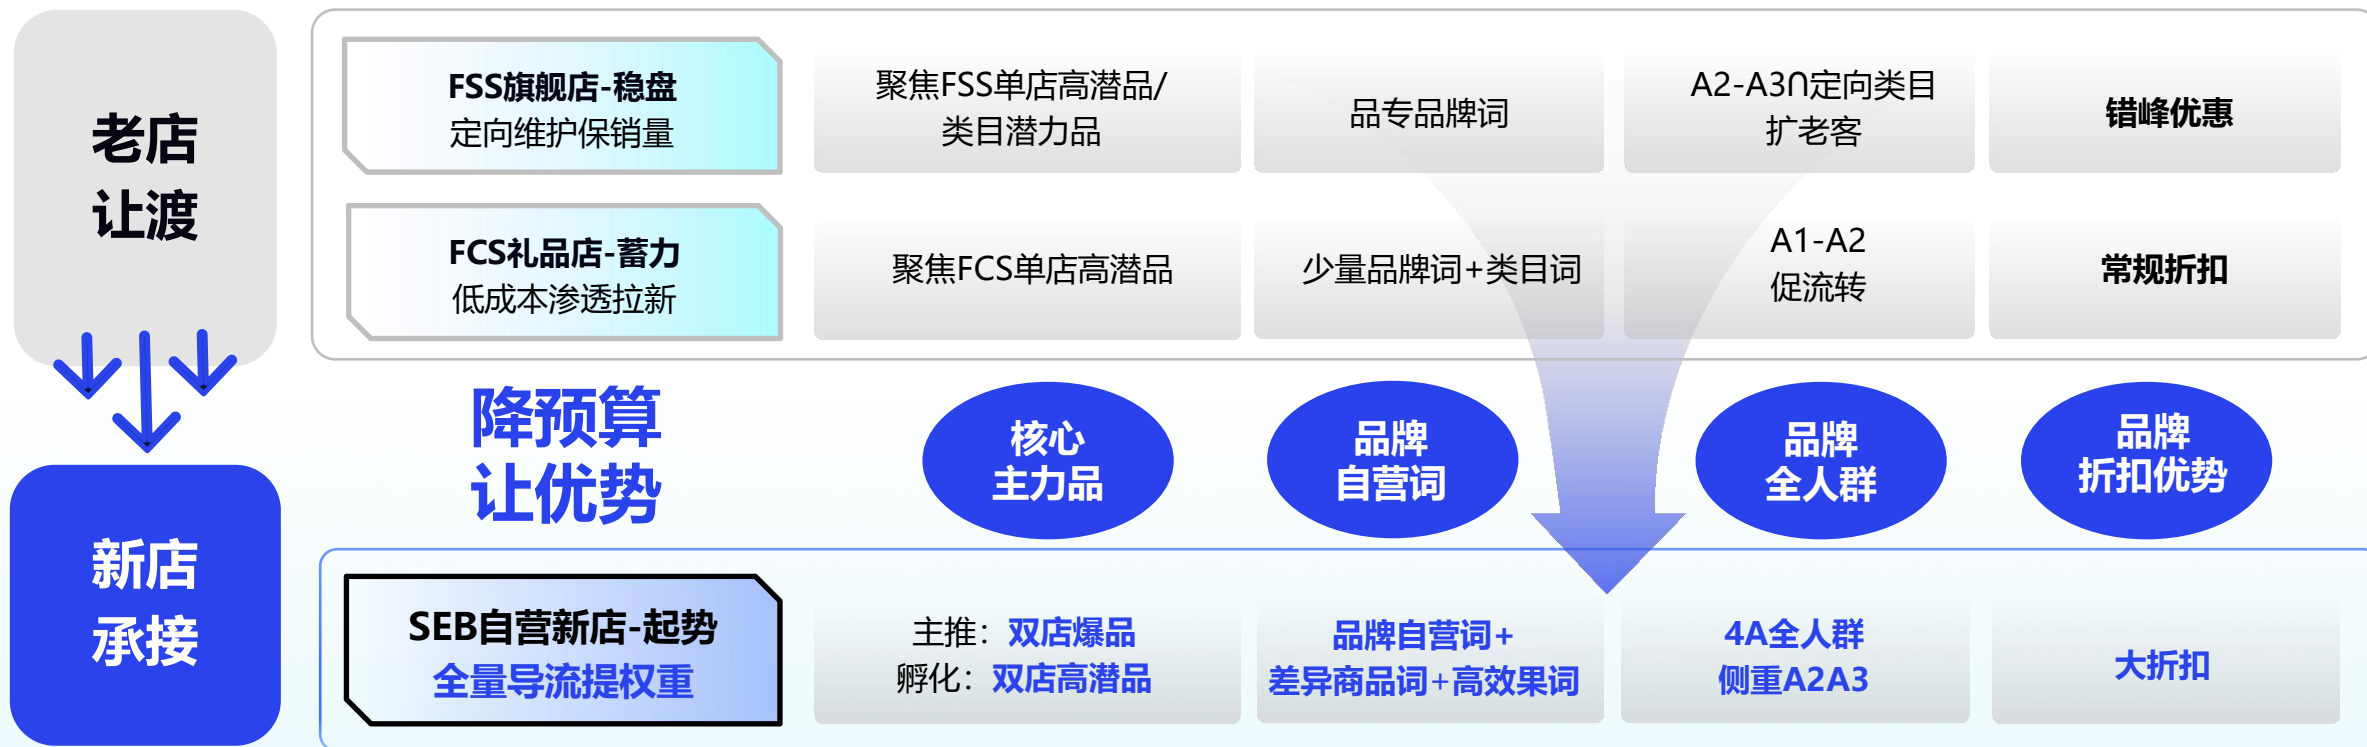 老店
让渡
FSS旗舰店-稳盘
定向维护保销量
聚焦FSS单店高潜品/
类目潜力品
品专品牌词
A2-A3∩定向类目
扩老客
错峰优惠
FCS礼品店-蓄力
低成本渗透拉新
聚焦FCS单店高潜品
少量品牌词+类目词
A1-A2
促流转
常规折扣
降预算
让优势
核心
主力品
品牌
自营词
品牌
全人群
品牌
折扣优势
新店
承接
SEB自营新店-起势
全量导流提权重
主推：双店爆品
孵化：双店高潜品
品牌自营词+
差异商品词+高效果词
4A全人群
侧重A2A3
大折扣